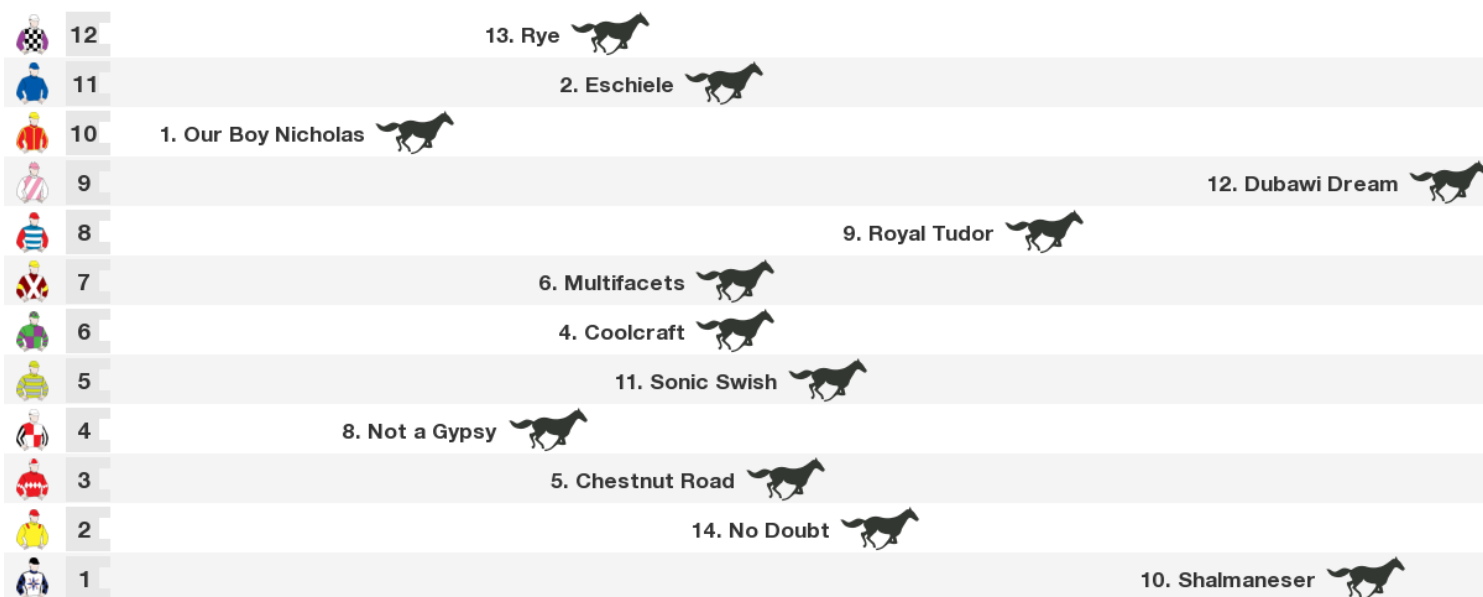 12 13. Rye
11 2. Eschiele
10 1. Our Boy Nicholas
9 12. Dubawi Dream
8 9. Royal Tudor
7 6. Multifacets
6 4. Coolcraft
5 11. Sonic Swish
4 8. Not a Gypsy
3 5. Chestnut Road
2 14. No Doubt
1 10. Shalmaneser